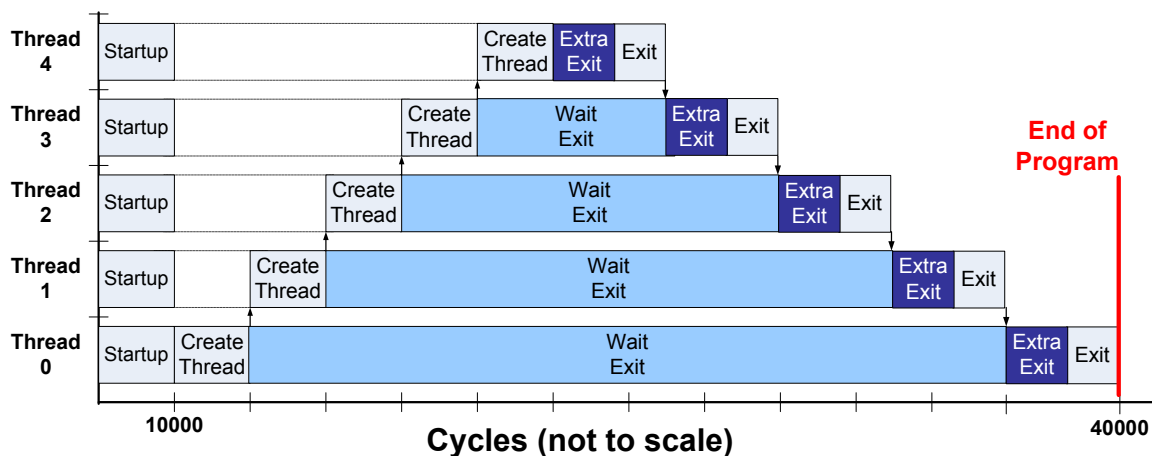 Thread
4
Startup
Create
Thread
Extra
Exit
Exit
Thread
3
Startup
Create
Thread
Wait
Exit
Extra
Exit
Exit
End of
Program
Thread
2
Startup
Create
Thread
Wait
Exit
Extra
Exit
Exit
Thread
1
Startup
Create
Thread
Wait
Exit
Extra
Exit
Exit
Thread
0
Startup
Create
Thread
Wait
Exit
Extra
Exit
Exit
10000
Cycles (not to scale)
40000